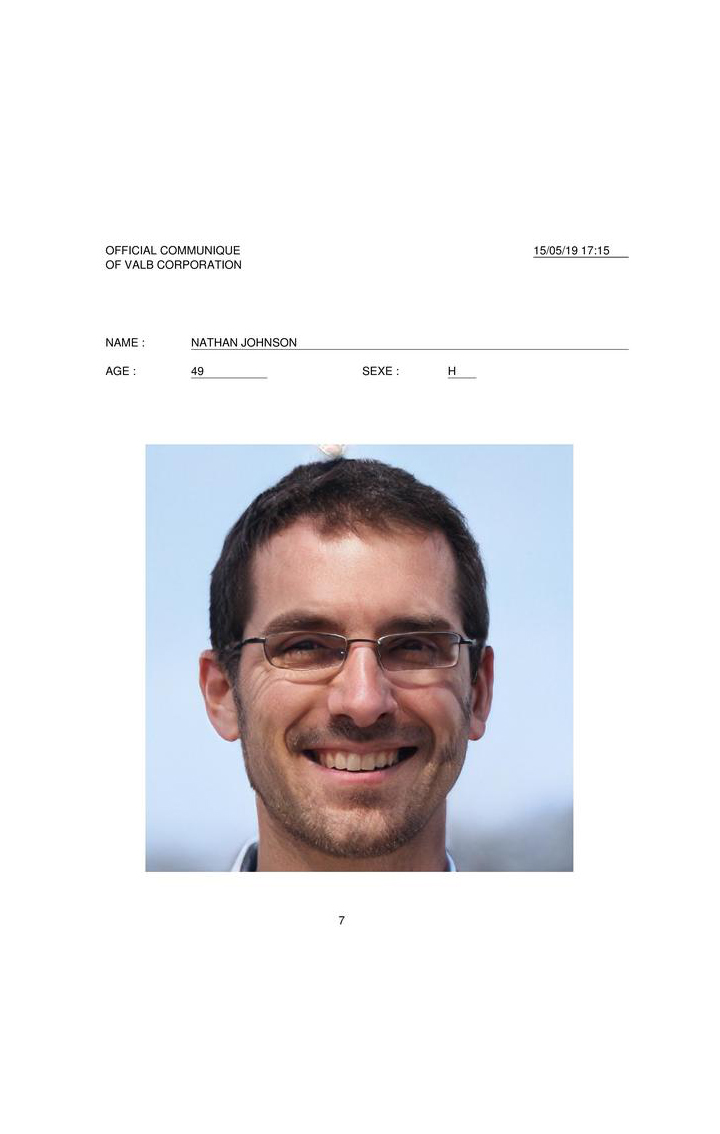 OFFICIAL COMMUNIQUE
OF VALB CORPORATION
15/05/19 17:15
NAME : NATHAN JOHNSON
AGE : 49 SEXE : H
7